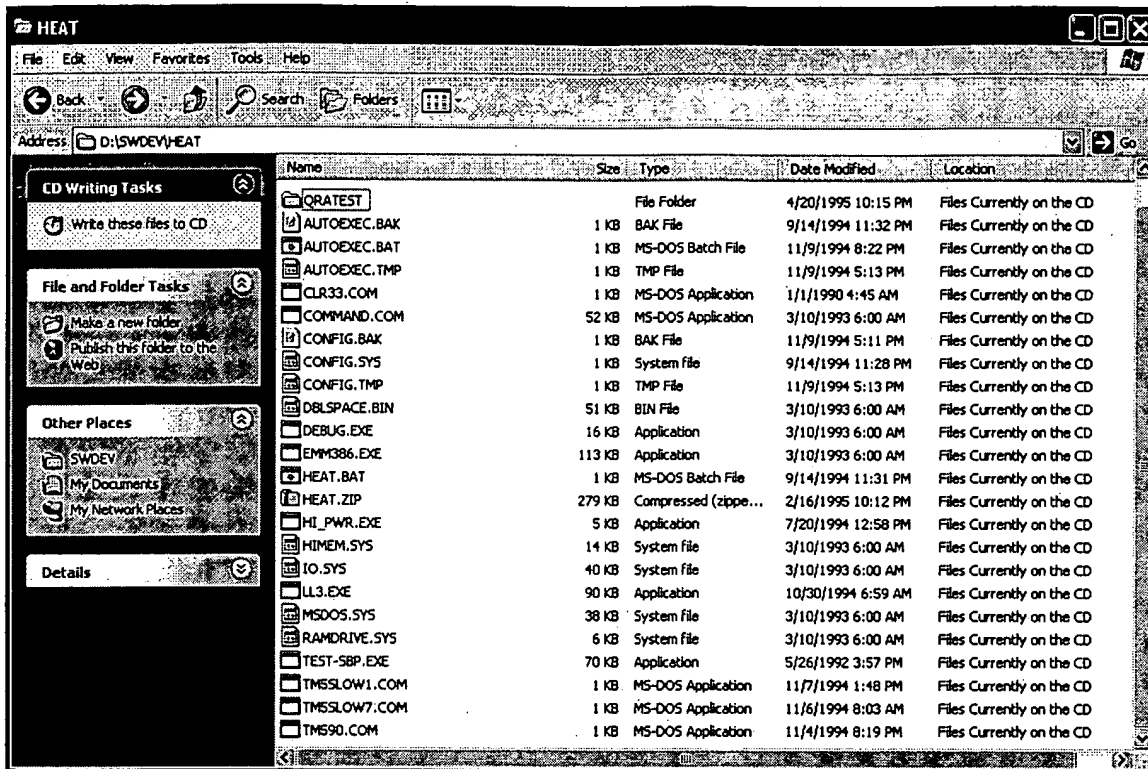 HEAT
File Edit View Favorites Tools Help
Back Search Folders
Address D:\SWDEV\HEAT Go
CD Writing Tasks
Write these files to CD
File and Folder Tasks
Make a new folder
Publish this folder to the
Web
Other Places
SWDEV
My Documents
My Network Places
Details
Name Size Type Date Modified Location
QRATEST File Folder 4/20/1995 10:15 PM Files Currently on the CD
AUTOEXEC.BAK 1 KB BAK File 9/14/1994 11:32 PM Files Currently on the CD
AUTOEXEC.BAT 1 KB MS-DOS Batch File 11/9/1994 8:22 PM Files Currently on the CD
AUTOEXEC.TMP 1 KB TMP File 11/9/1994 5:13 PM Files Currently on the CD
CLR33.COM 1 KB MS-DOS Application 1/1/1990 4:45 AM Files Currently on the CD
COMMAND.COM 52 KB MS-DOS Application 3/10/1993 6:00 AM Files Currently on the CD
CONFIG.BAK 1 KB BAK File 11/9/1994 5:11 PM Files Currently on the CD
CONFIG.SYS 1 KB System file 9/14/1994 11:28 PM Files Currently on the CD
CONFIG.TMP 1 KB TMP File 11/9/1994 5:13 PM Files Currently on the CD
DBLSPACE.BIN 51 KB BIN File 3/10/1993 6:00 AM Files Currently on the CD
DEBUG.EXE 16 KB Application 3/10/1993 6:00 AM Files Currently on the CD
EMM386.EXE 113 KB Application 3/10/1993 6:00 AM Files Currently on the CD
HEAT.BAT 1 KB MS-DOS Batch File 9/14/1994 11:31 PM Files Currently on the CD
HEAT.ZIP 279 KB Compressed (zippe... 2/16/1995 10:12 PM Files Currently on the CD
HI_PWR.EXE 5 KB Application 7/20/1994 12:58 PM Files Currently on the CD
HIMEM.SYS 14 KB System file 3/10/1993 6:00 AM Files Currently on the CD
IO.SYS 40 KB System file 3/10/1993 6:00 AM Files Currently on the CD
LL3.EXE 90 KB Application 10/30/1994 6:59 AM Files Currently on the CD
MSDOS.SYS 38 KB System file 3/10/1993 6:00 AM Files Currently on the CD
RAMDRIVE.SYS 6 KB System file 3/10/1993 6:00 AM Files Currently on the CD
TEST-SBP.EXE 70 KB Application 5/26/1992 3:57 PM Files Currently on the CD
TM5SLOW1.COM 1 KB MS-DOS Application 11/7/1994 1:48 PM Files Currently on the CD
TM5SLOW7.COM 1 KB MS-DOS Application 11/6/1994 8:03 AM Files Currently on the CD
TM590.COM 1 KB MS-DOS Application 11/4/1994 8:19 PM Files Currently on the CD